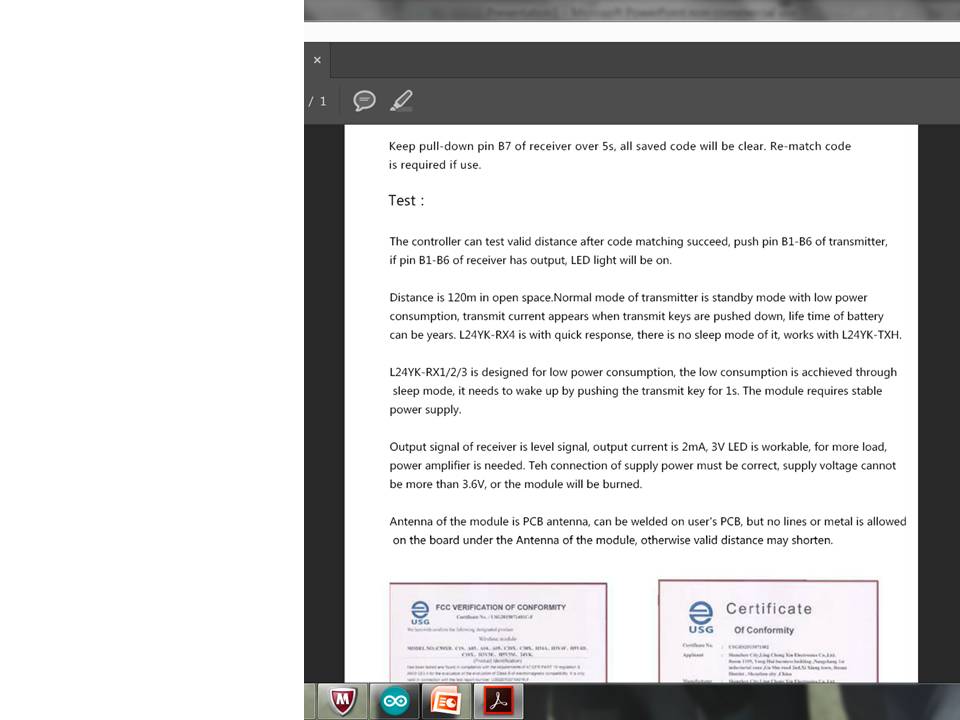 / 1
Keep pull-down pin B7 of receiver over 5s, all saved code will be clear. Re-match code
is required if use.
Test :
The controller can test valid distance after code matching succeed, push pin B1-B6 of transmitter,
if pin B1-B6 of receiver has output, LED light will be on.
Distance is 120m in open space.Normal mode of transmitter is standby mode with low power
consumption, transmit current appears when transmit keys are pushed down, life time of battery
can be years. L24YK-RX4 is with quick response, there is no sleep mode of it, works with L24YK-TXH.
L24YK-RX1/2/3 is designed for low power consumption, the low consumption is acchieved through
sleep mode, it needs to wake up by pushing the transmit key for 1s. The module requires stable
power supply.
Output signal of receiver is level signal, output current is 2mA, 3V LED is workable, for more load,
power amplifier is needed. Teh connection of supply power must be correct, supply voltage cannot
be more than 3.6V, or the module will be burned.
Antenna of the module is PCB antenna, can be welded on user's PCB, but no lines or metal is allowed
on the board under the Antenna of the module, otherwise valid distance may shorten.
USG
FCC VERIFICATION OF CONFORMITY
Certificate No.
Wireless module
(Product Identification)
USG
Certificate
Of Conformity
Certificate No. :
Applicant :
Manufacturer